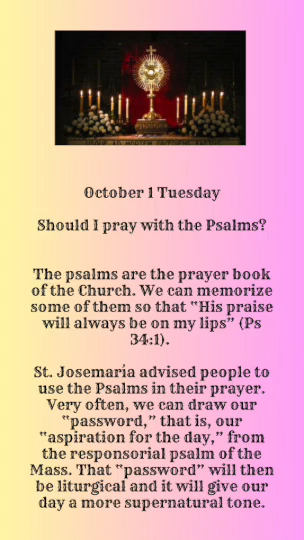 October 1 Tuesday
Should I pray with the Psalms?
The psalms are the prayer book
of the Church. We can memorize
some of them so that "His praise
will always be on my lips" (Ps
34:1).
St. Josemaría advised people to
use the Psalms in their prayer.
Very often, we can draw our
"password," that is, our
"aspiration for the day," from
the responsorial psalm of the
Mass. That "password" will then
be liturgical and it will give our
day a more supernatural tone.